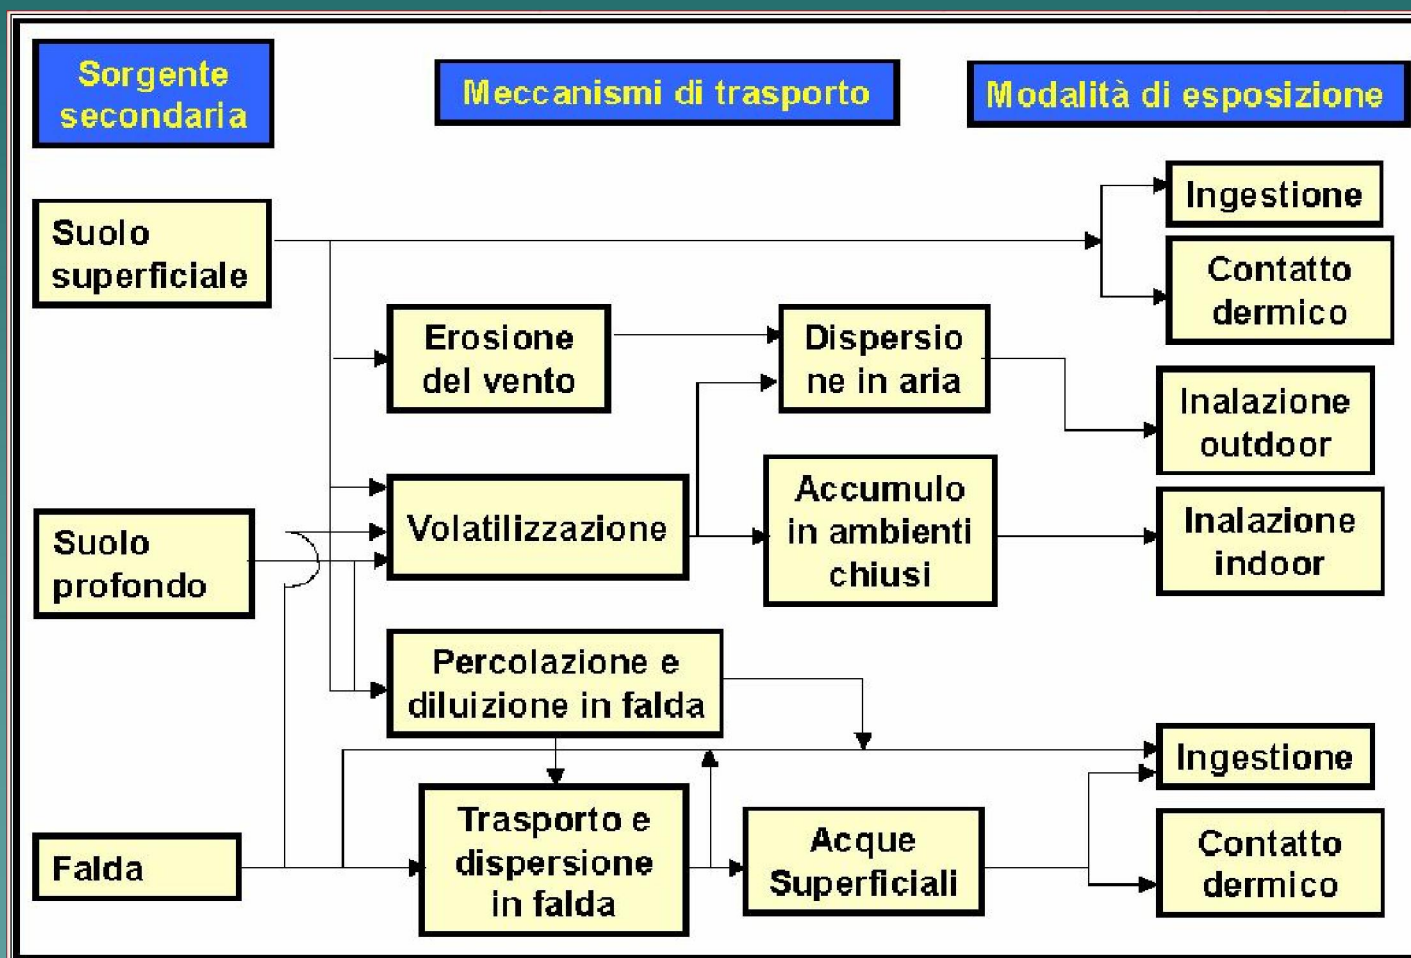 Sorgente
secondaria
Meccanismi di trasporto
Modalità di esposizione
Suolo
superficiale
Ingestione
Contatto
dermico
Erosione
del vento
Dispersio
ne in aria
Inalazione
outdoor
Suolo
profondo
Volatilizzazione
Accumulo
in ambienti
chiusi
Inalazione
indoor
Percolazione e
diluizione in falda
Ingestione
Falda
Trasporto e
dispersione
in falda
Acque
Superficiali
Contatto
dermico